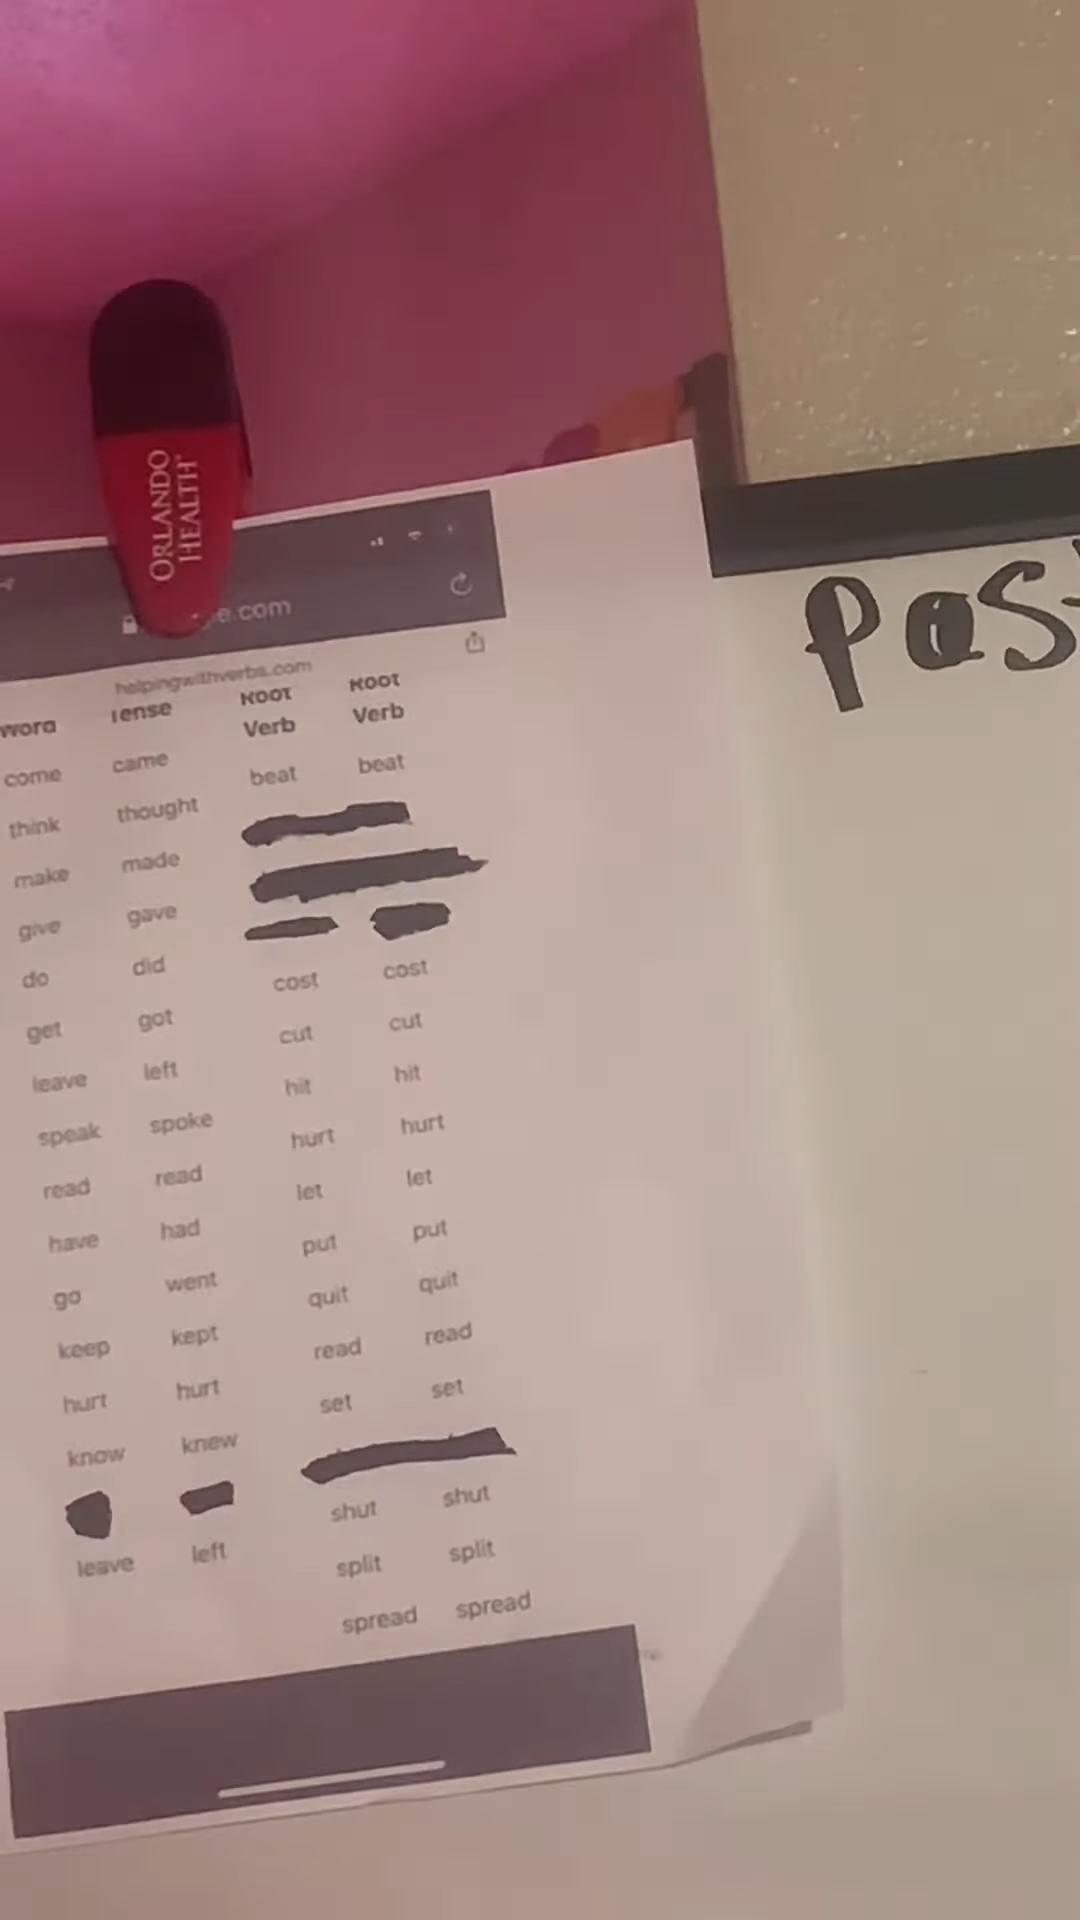 ORLANDO
HEALTH
e.com
helpingwithverbs.com
word Tense Root Root
Verb Verb
come came beat beat
think thought
make made
give gave
do did cost cost
get got cut cut
leave left hit hit
speak spoke hurt hurt
read read let let
have had put put
go went quit quit
keep kept read read
hurt hurt set set
know knew
shut shut
leave left split split
spread spread
Pas